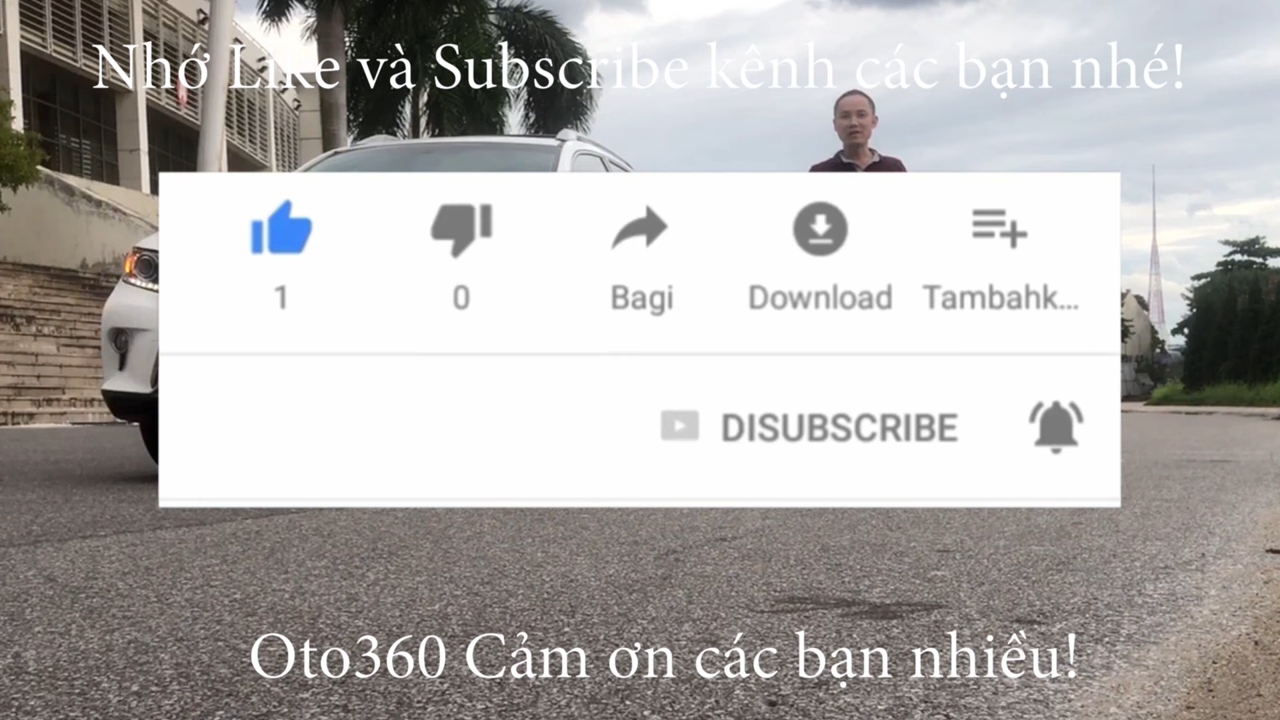 Nhớ Like và Subscribe kênh các bạn nhé!
1
0
Bagi
Download
Tambahk...
DISUBSCRIBE
Oto360 Cảm ơn các bạn nhiều!